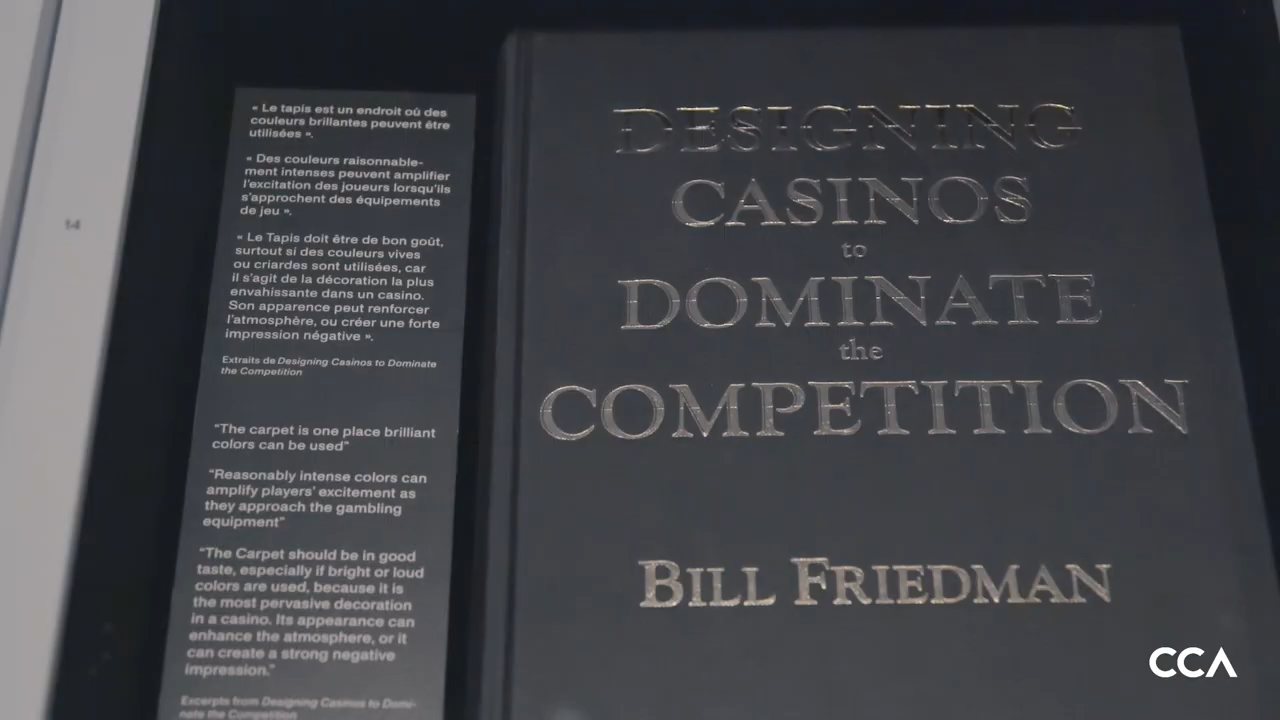 14
« Le tapis est un endroit où des
couleurs brillantes peuvent être
utilisées ».
« Des couleurs raisonnable-
ment intenses peuvent amplifier
l'excitation des joueurs lorsqu'ils
s'approchent des équipements
de jeu ».
« Le Tapis doit être de bon goût,
surtout si des couleurs vives
ou criardes sont utilisées, car
il s'agit de la décoration la plus
envahissante dans un casino.
Son apparence peut renforcer
l'atmosphère, ou créer une forte
impression négative ».
Extraits de Designing Casinos to Dominate
the Competition
"The carpet is one place brilliant
colors can be used"
"Reasonably intense colors can
amplify players' excitement as
they approach the gambling
equipment"
"The Carpet should be in good
taste, especially if bright or loud
colors are used, because it is
the most pervasive decoration
in a casino. Its appearance can
enhance the atmosphere, or it
can create a strong negative
impression."
Excerpts from Designing Casinos to Domi-
nate the Competition
DESIGNING
CASINOS
to
DOMINATE
the
COMPETITION
BILL FRIEDMAN
CCA